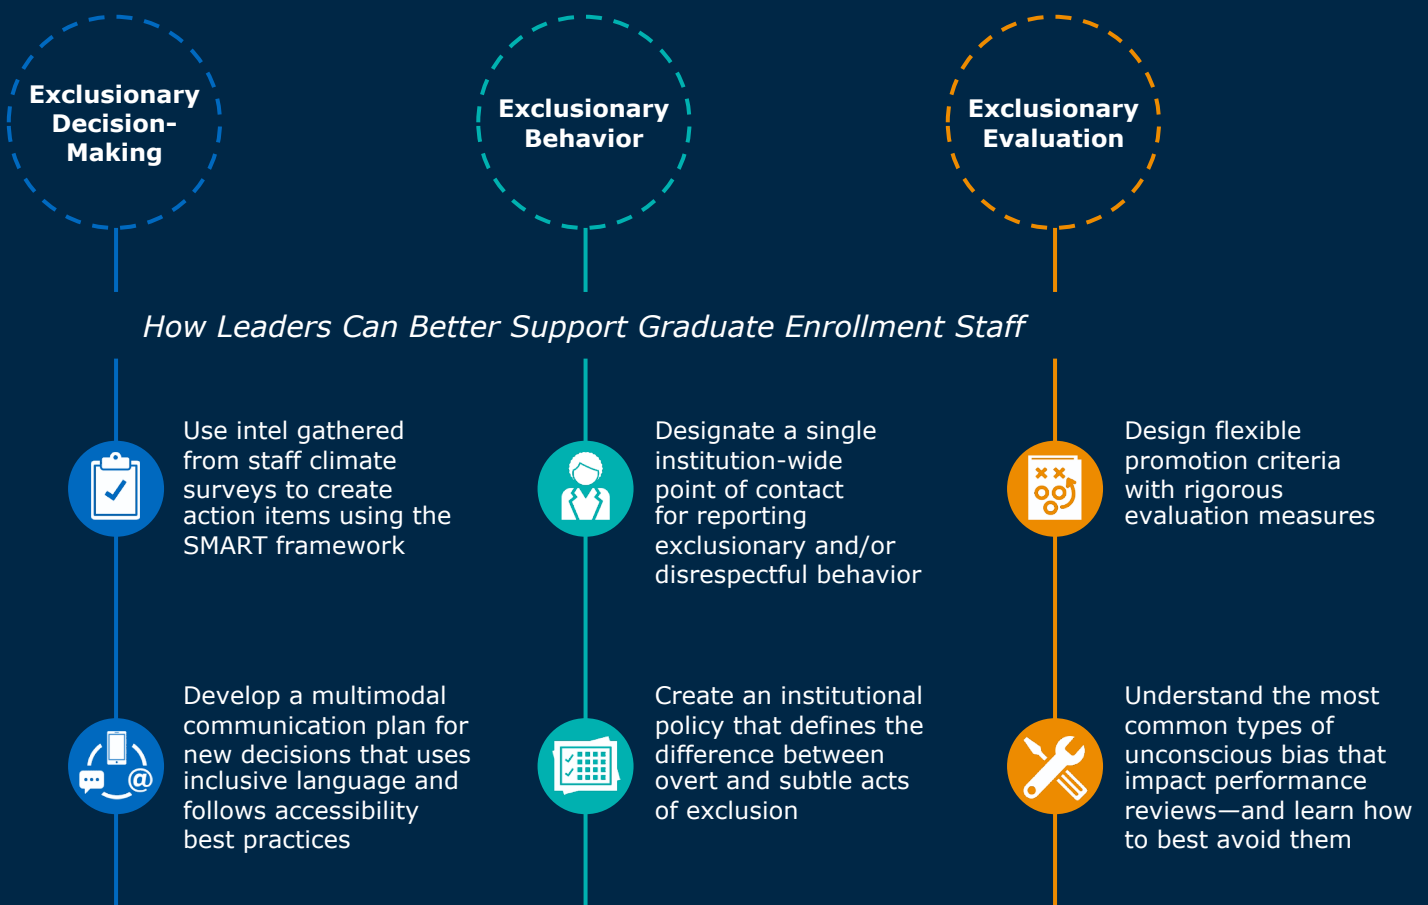 Exclusionary
Decision-
Making
Exclusionary
Behavior
Exclusionary
Evaluation
How Leaders Can Better Support Graduate Enrollment Staff
Use intel gathered
from staff climate
surveys to create
action items using the
SMART framework
Designate a single
institution-wide
point of contact
for reporting
exclusionary and/or
disrespectful behavior
Design flexible
promotion criteria
with rigorous
evaluation measures
Develop a multimodal
communication plan for
new decisions that uses
inclusive language and
follows accessibility
best practices
Create an institutional
policy that defines the
difference between
overt and subtle acts
of exclusion
Understand the most
common types of
unconscious bias that
impact performance
reviews—and learn how
to best avoid them